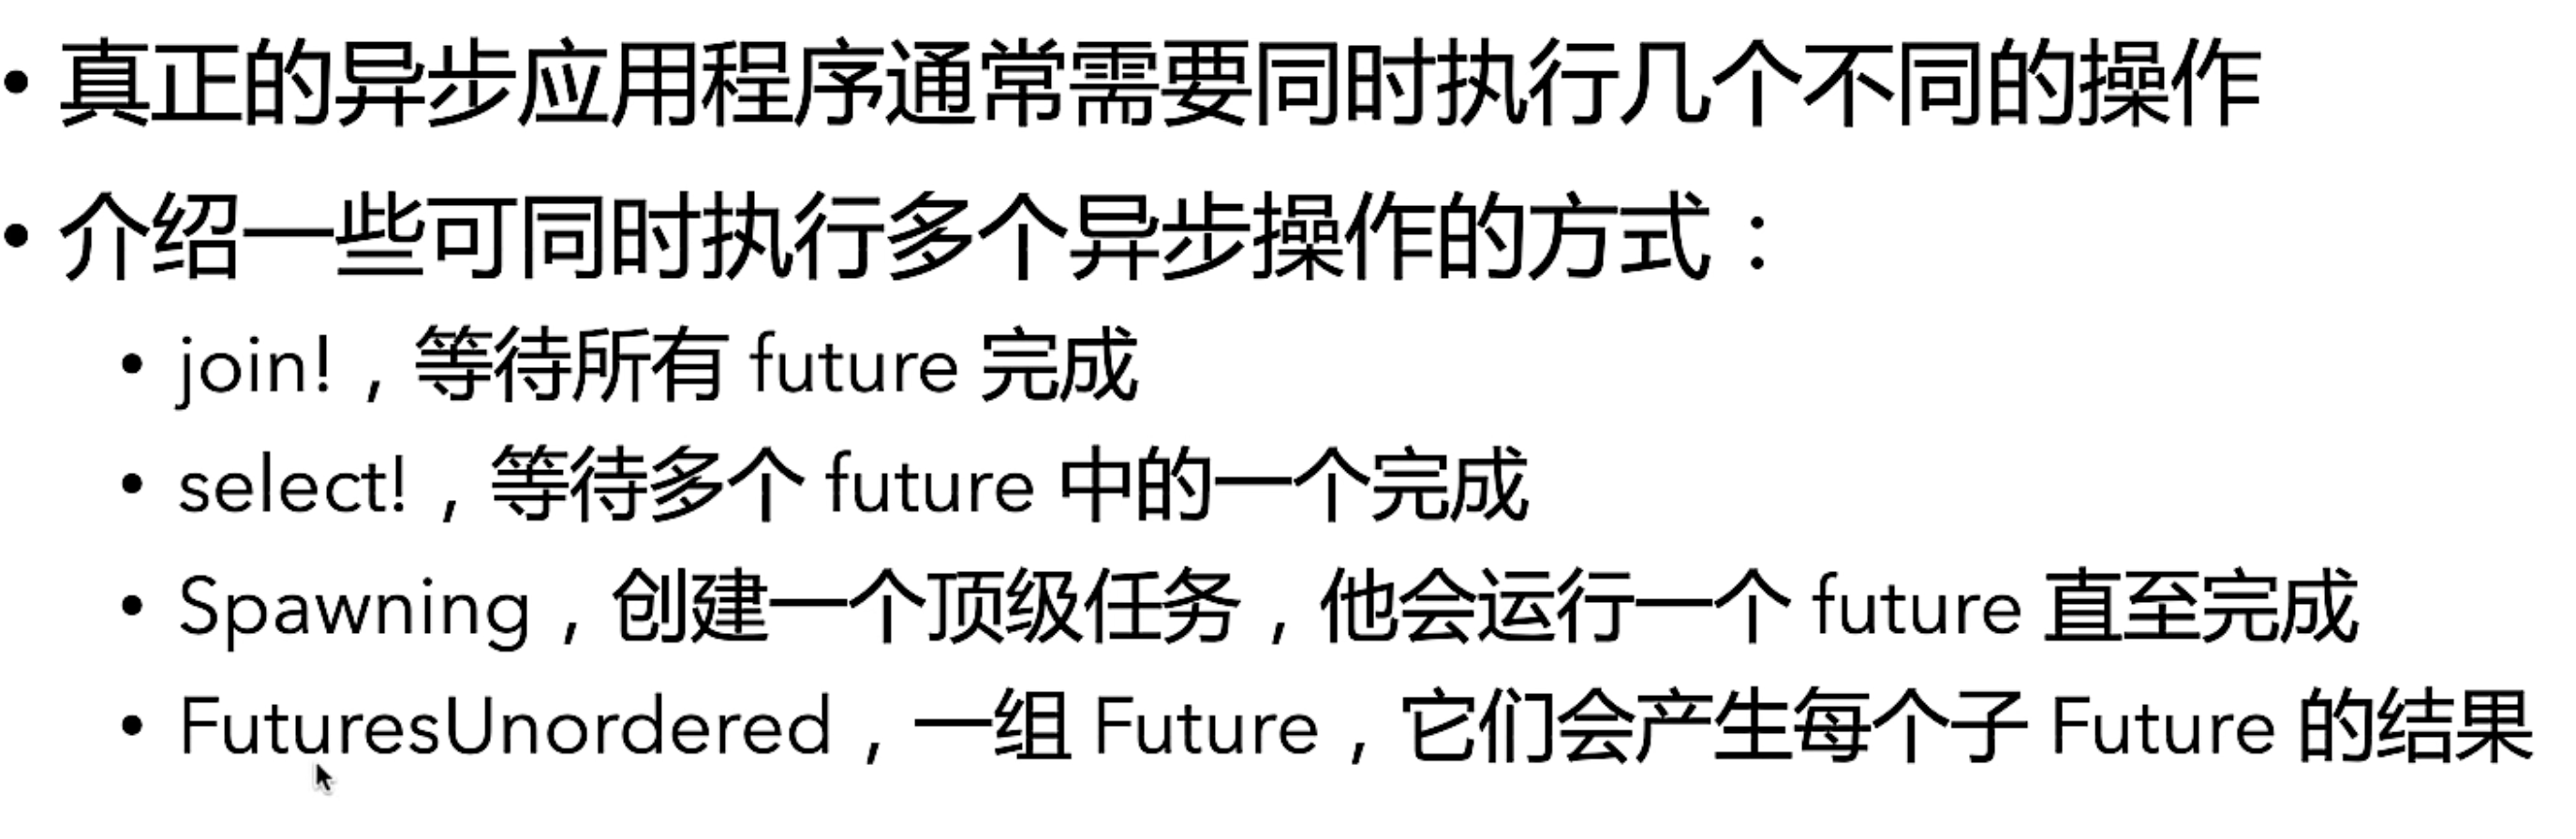 • 真正的异步应用程序通常需要同时执行几个不同的操作
• 介绍一些可同时执行多个异步操作的方式：
• join!，等待所有 future 完成
• select!，等待多个 future 中的一个完成
• Spawning，创建一个顶级任务，他会运行一个 future 直至完成
• FuturesUnordered，一组 Future，它们会产生每个子 Future 的结果